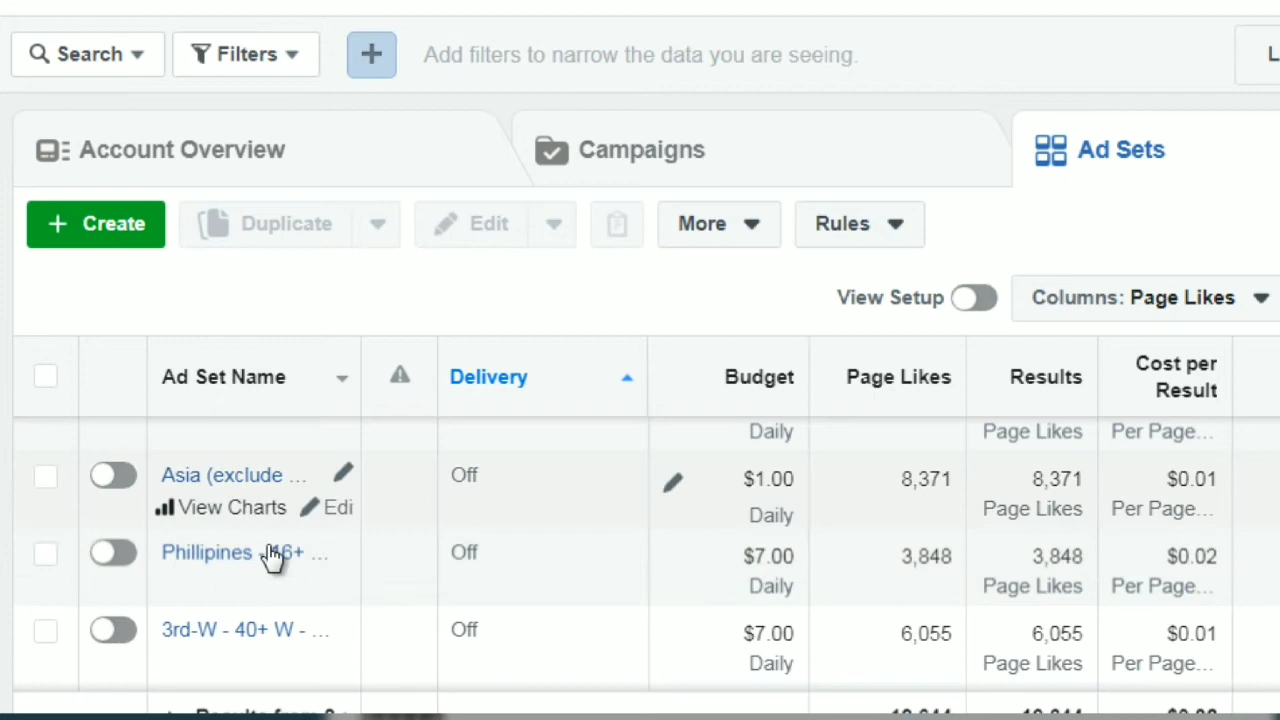 Search Filters + Add filters to narrow the data you are seeing.
Account Overview Campaigns Ad Sets
+ Create Duplicate Edit More Rules
View Setup Columns: Page Likes
Ad Set Name Delivery Budget Page Likes Results Cost per Result
Daily Page Likes Per Page...
Asia (exclude ... Off $1.00 8,371 8,371 $0.01
View Charts Edi Daily Page Likes Per Page...
Phillipines - 46+ ... Off $7.00 3,848 3,848 $0.02
Daily Page Likes Per Page...
3rd-W - 40+ W - ... Off $7.00 6,055 6,055 $0.01
Daily Page Likes Per Page...